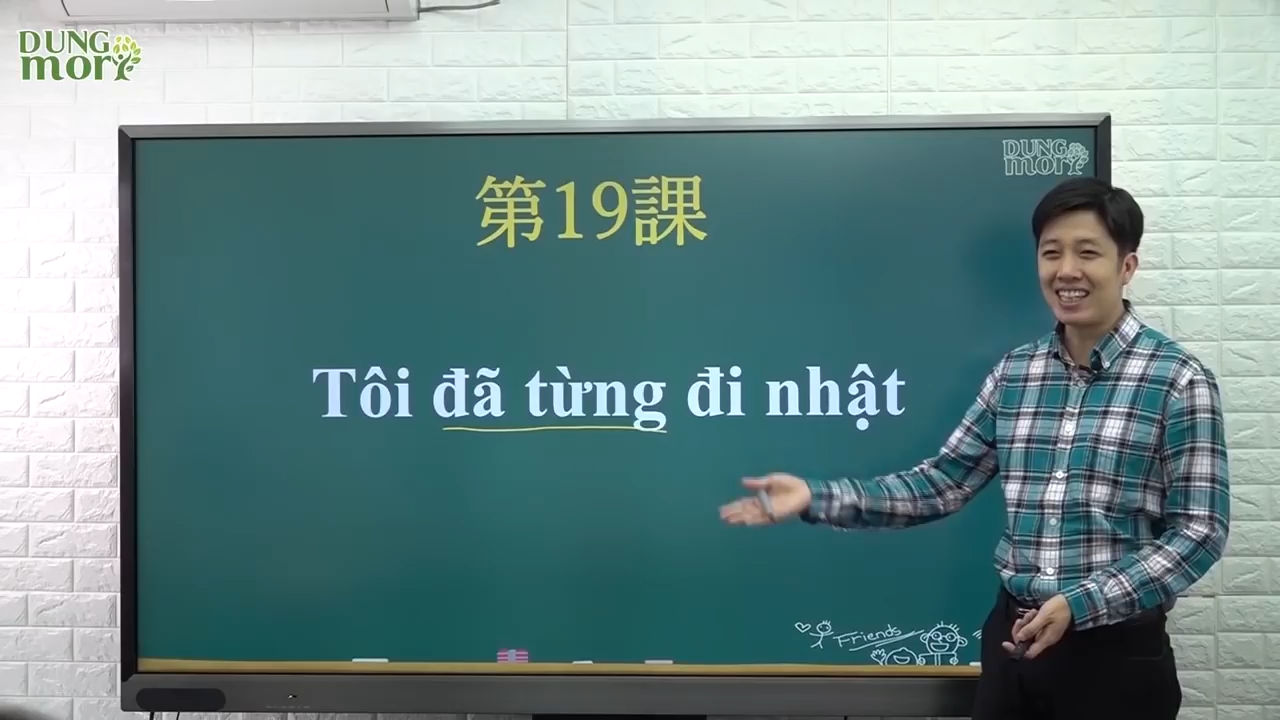 DUNG
mori
DUNG
mori
第19課
Tôi đã từng đi nhật
Friends